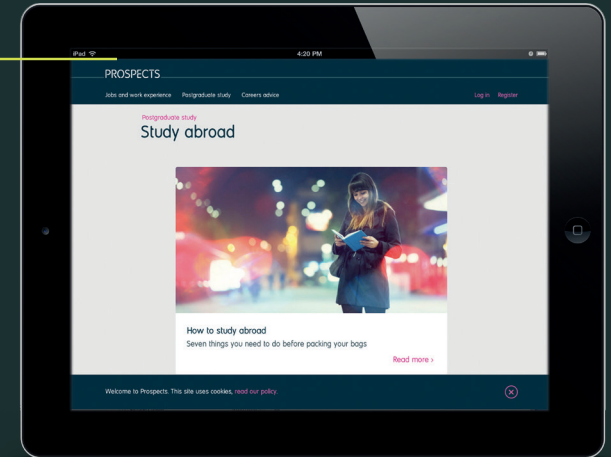 iPad
4:20 PM
PROSPECTS
Jobs and work experience Postgraduate study Careers advice Log in Register
Postgraduate study
Study abroad
How to study abroad
Seven things you need to do before packing your bags
Read more >
Welcome to Prospects. This site uses cookies, read our policy.